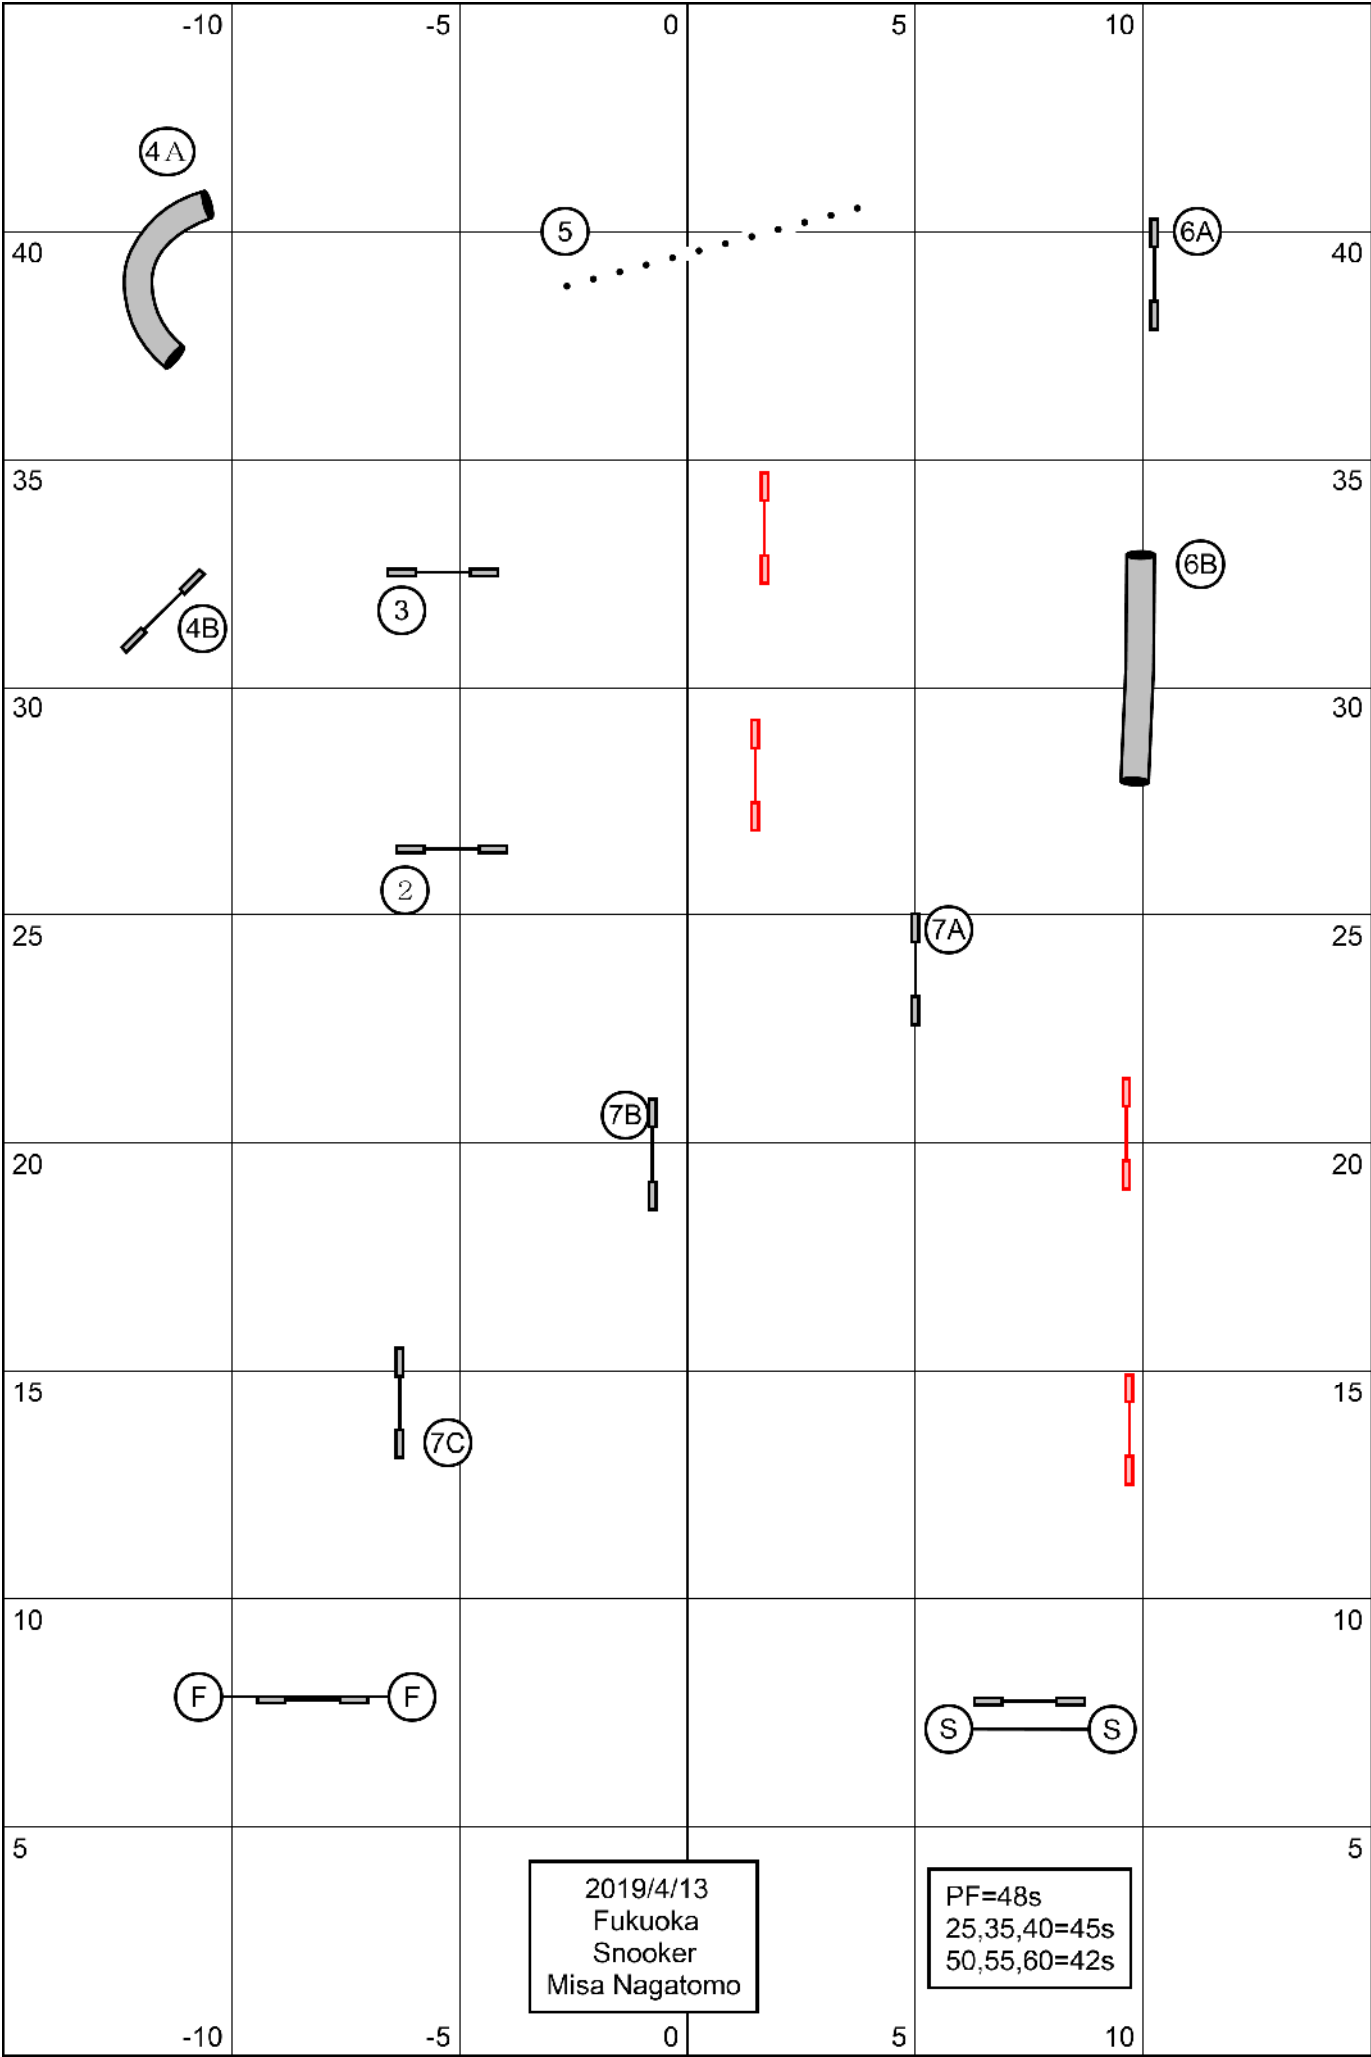 -10 -5 0 5 10
4A
5 6A
40 40
35 35
6B
3
4B
30 30
2
25 7A 25
7B
20 20
15 15
7C
10 10
F F
S S
5 5
2019/4/13
Fukuoka
Snooker
Misa Nagatomo
PF=48s
25,35,40=45s
50,55,60=42s
-10 -5 0 5 10